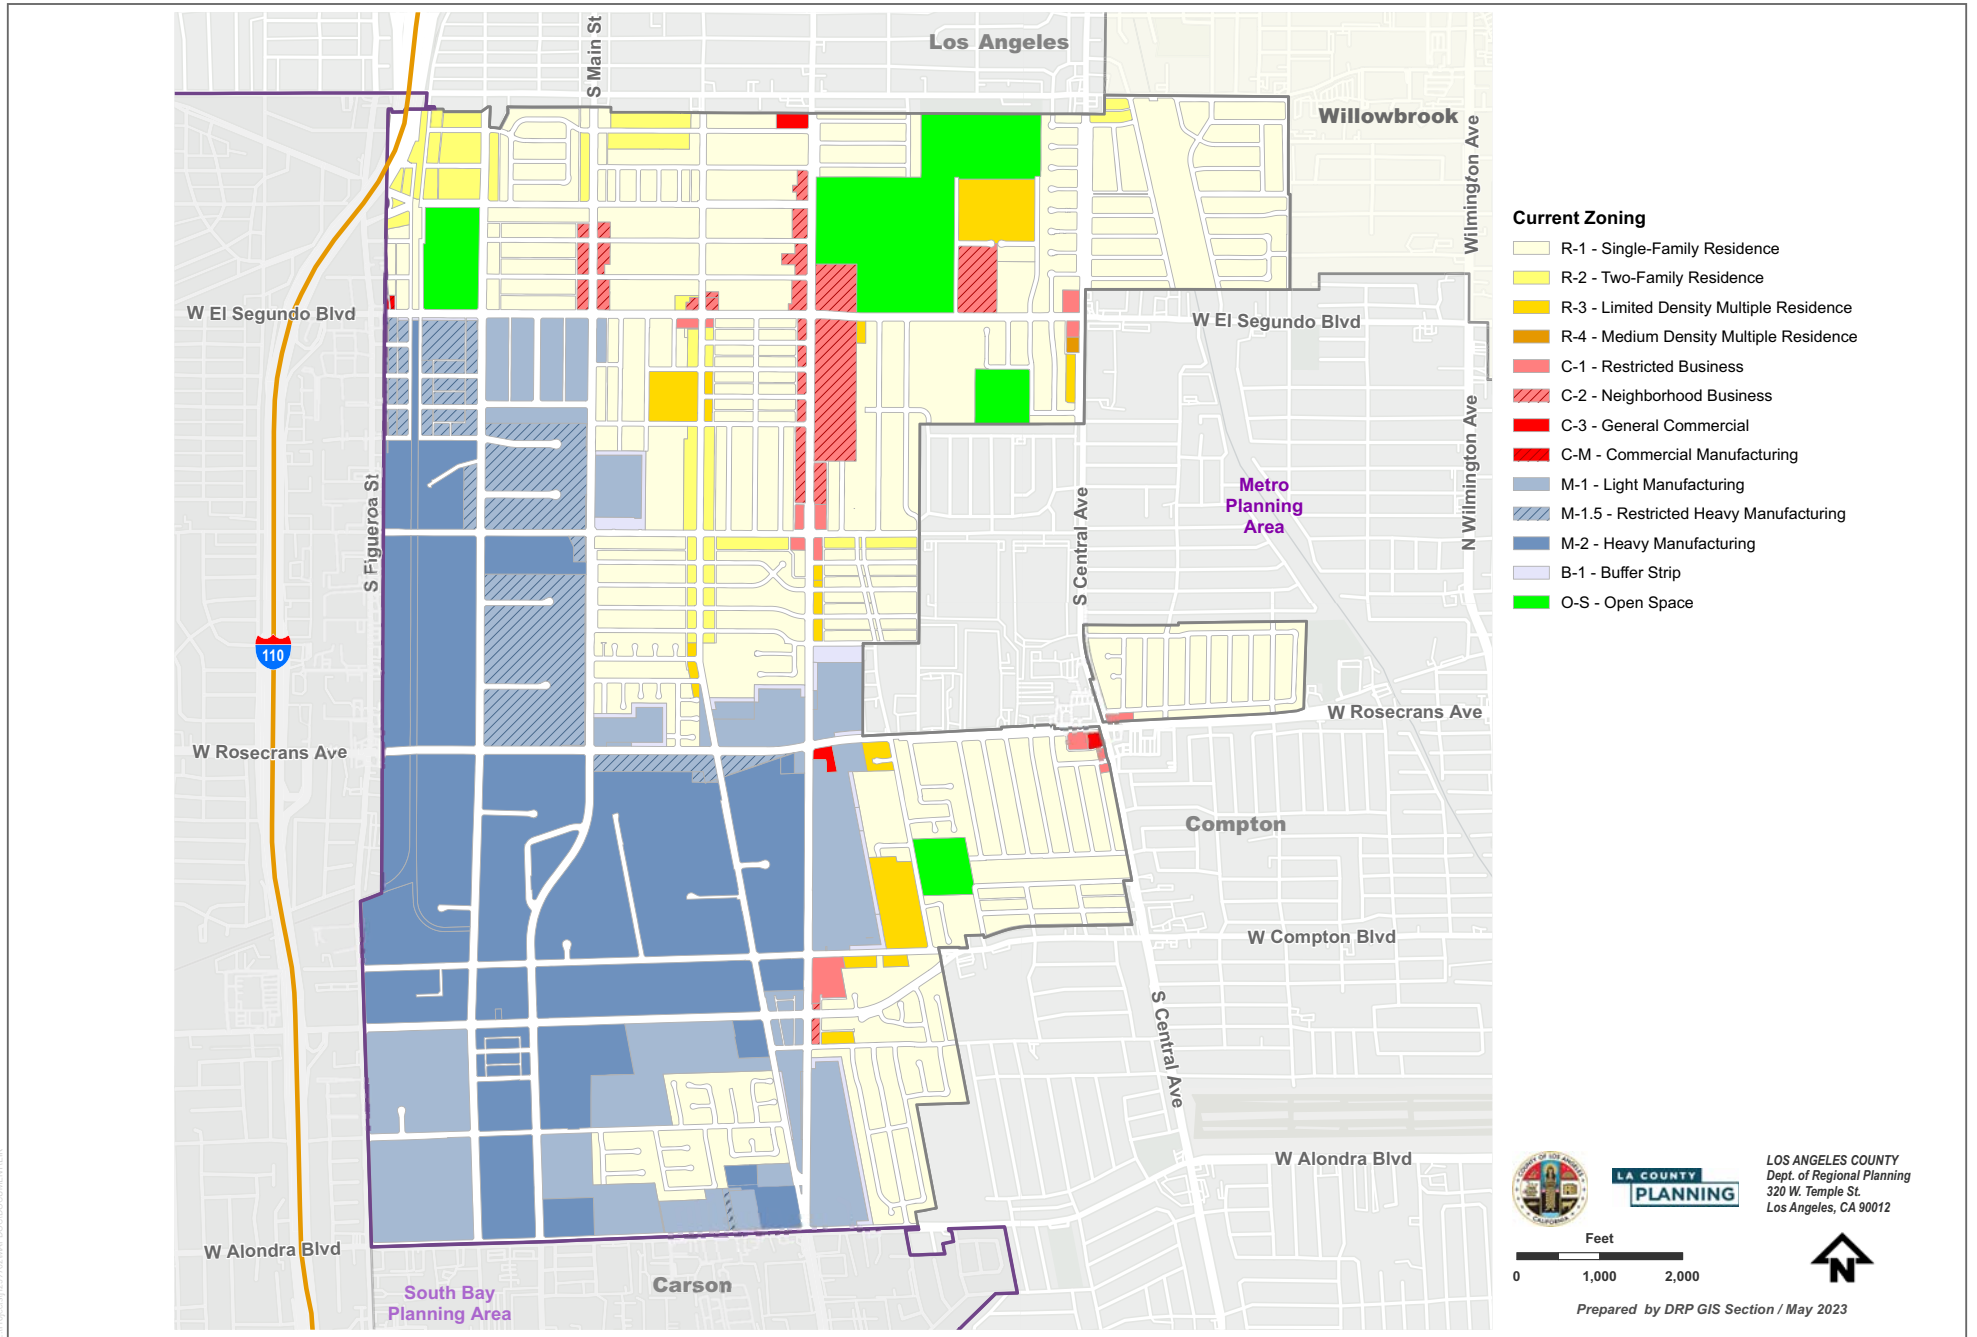 Los Angeles
S Main St
Willowbrook
Wilmington Ave
W El Segundo Blvd
W El Segundo Blvd
S Figueroa St
Metro
Planning
Area
S Central Ave
N Wilmington Ave
110
W Rosecrans Ave
W Rosecrans Ave
Compton
W Compton Blvd
S Central Ave
W Alondra Blvd
W Alondra Blvd
South Bay
Planning Area
Carson
Current Zoning
R-1 - Single-Family Residence
R-2 - Two-Family Residence
R-3 - Limited Density Multiple Residence
R-4 - Medium Density Multiple Residence
C-1 - Restricted Business
C-2 - Neighborhood Business
C-3 - General Commercial
C-M - Commercial Manufacturing
M-1 - Light Manufacturing
M-1.5 - Restricted Heavy Manufacturing
M-2 - Heavy Manufacturing
B-1 - Buffer Strip
O-S - Open Space
COUNTY OF LOS ANGELES
CALIFORNIA
LA COUNTY
PLANNING
LOS ANGELES COUNTY
Dept. of Regional Planning
320 W. Temple St.
Los Angeles, CA 90012
Feet
0 1,000 2,000
N
Prepared by DRP GIS Section / May 2023